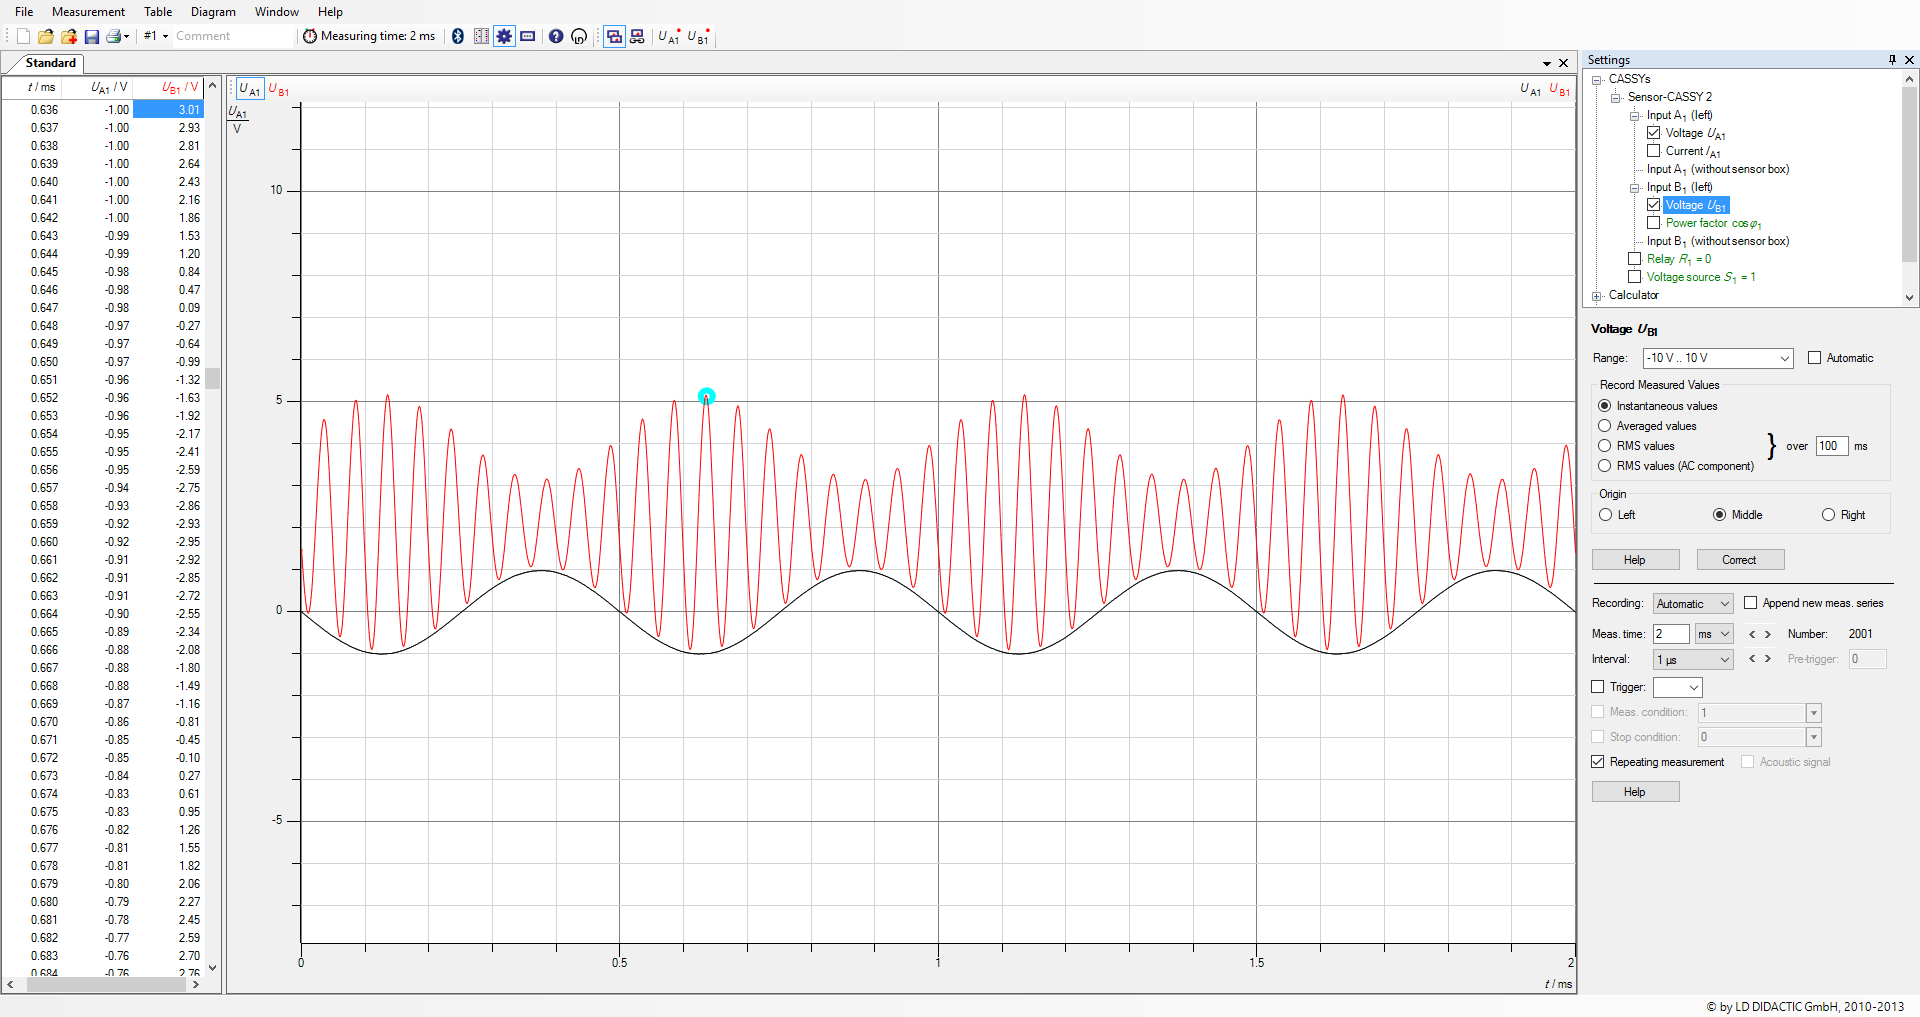 File Measurement Table Diagram Window Help
#1 Comment Measuring time: 2 ms UA1 UB1
Standard
t / ms UA1 / V UB1 / V
0.636 -1.00 3.01
0.637 -1.00 2.93
0.638 -1.00 2.81
0.639 -1.00 2.64
0.640 -1.00 2.43
0.641 -1.00 2.16
0.642 -1.00 1.86
0.643 -0.99 1.53
0.644 -0.99 1.20
0.645 -0.98 0.84
0.646 -0.98 0.47
0.647 -0.98 0.09
0.648 -0.97 -0.27
0.649 -0.97 -0.64
0.650 -0.97 -0.99
0.651 -0.96 -1.32
0.652 -0.96 -1.63
0.653 -0.96 -1.92
0.654 -0.95 -2.17
0.655 -0.95 -2.41
0.656 -0.95 -2.59
0.657 -0.94 -2.75
0.658 -0.93 -2.86
0.659 -0.92 -2.93
0.660 -0.92 -2.95
0.661 -0.91 -2.92
0.662 -0.91 -2.85
0.663 -0.91 -2.72
0.664 -0.90 -2.55
0.665 -0.89 -2.34
0.666 -0.88 -2.08
0.667 -0.88 -1.80
0.668 -0.88 -1.49
0.669 -0.87 -1.16
0.670 -0.86 -0.81
0.671 -0.85 -0.45
0.672 -0.85 -0.10
0.673 -0.84 0.27
0.674 -0.83 0.61
0.675 -0.83 0.95
0.676 -0.82 1.26
0.677 -0.81 1.55
0.678 -0.81 1.82
0.679 -0.80 2.06
0.680 -0.79 2.27
0.681 -0.78 2.45
0.682 -0.77 2.59
0.683 -0.76 2.70
0.684 -0.76 2.76
UA1 UB1 UA1 UB1
UA1
V
10
5
0
-5
0 0.5 1 1.5 2
t / ms
Settings
CASSYs
Sensor-CASSY 2
Input A1 (left)
Voltage UA1
Current IA1
Input A1 (without sensor box)
Input B1 (left)
Voltage UB1
Power factor cosφ1
Input B1 (without sensor box)
Relay R1 = 0
Voltage source S1 = 1
Calculator
Voltage UB1
Range: -10 V .. 10 V Automatic
Record Measured Values
Instantaneous values
Averaged values
RMS values } over 100 ms
RMS values (AC component)
Origin
Left Middle Right
Help Correct
Recording: Automatic Append new meas. series
Meas. time: 2 ms < > Number: 2001
Interval: 1 µs < > Pre-trigger: 0
Trigger:
Meas. condition: 1
Stop condition: 0
Repeating measurement Acoustic signal
Help
© by LD DIDACTIC GmbH, 2010-2013